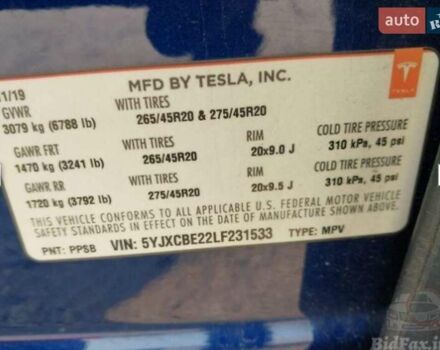 auto
MFD BY TESLA, INC.
1/19
GVWR WITH TIRES
3079 kg (6788 lb) 265/45R20 & 275/45R20
GAWR FRT WITH TIRES RIM COLD TIRE PRESSURE
1470 kg (3241 lb) 265/45R20 20x9.0 J 310 kPa, 45 psi
GAWR RR WITH TIRES RIM COLD TIRE PRESSURE
1720 kg (3792 lb) 275/45R20 20x9.5 J 310 kPa, 45 psi
THIS VEHICLE CONFORMS TO ALL APPLICABLE U.S. FEDERAL MOTOR VEHICLE
SAFETY STANDARDS IN EFFECT ON THE DATE OF MANUFACTURE SHOWN ABOVE.
PNT: PPSB VIN: 5YJXCBE22LF231533 TYPE: MPV
BidFax.in